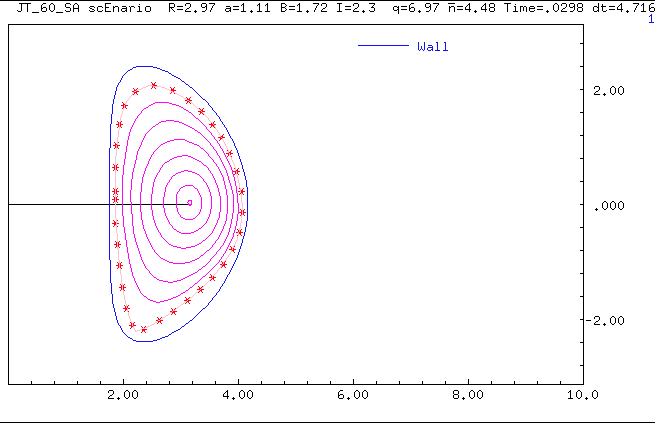 JT_60_SA scEnario R=2.97 a=1.11 B=1.72 I=2.3 q=6.97 n̅=4.48 Time=.0298 dt=4.716
1
Wall
2.00
.000
-2.00
2.00 4.00 6.00 8.00 10.0